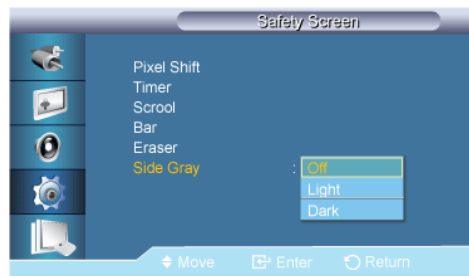 Safety Screen
Pixel Shift
Timer
Scrool
Bar
Eraser
Side Gray : Off
Light
Dark
Move Enter Return